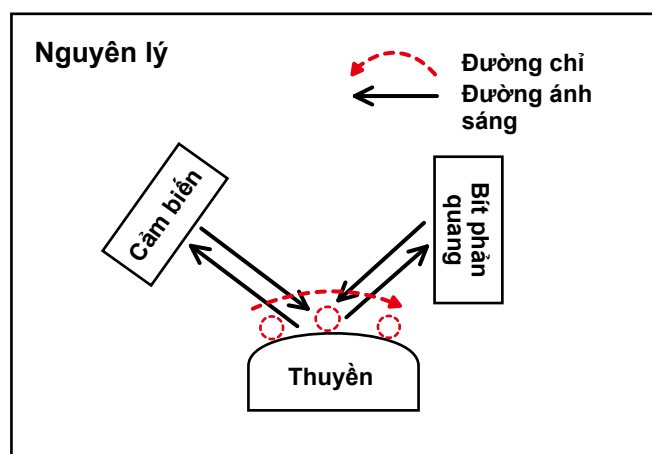 Nguyên lý
Đường chỉ
Đường ánh
sáng
Cảm biến
Bít phản
quang
Thuyền